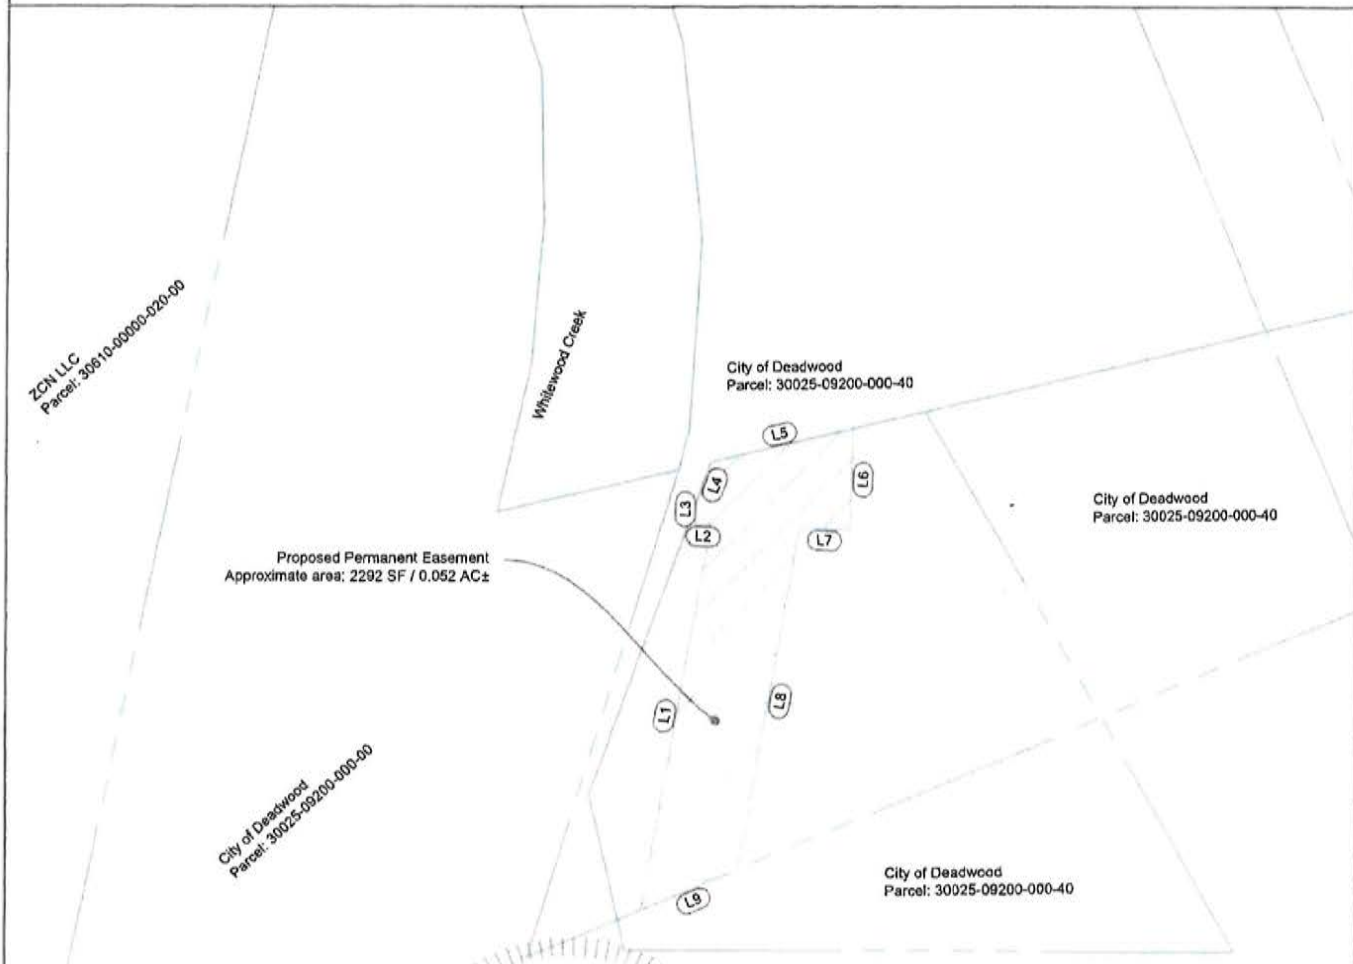 ZCN LLC
Parcel: 30610-00000-020-00
Whitewood Creek
City of Deadwood
Parcel: 30025-09200-000-40
L5
L4
L6
L3
L2
L7
City of Deadwood
Parcel: 30025-09200-000-40
Proposed Permanent Easement
Approximate area: 2292 SF / 0.052 AC±
L1
L8
City of Deadwood
Parcel: 30025-09200-000-00
L9
City of Deadwood
Parcel: 30025-09200-000-40